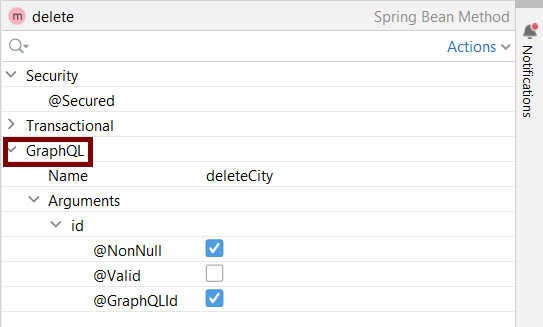 m delete Spring Bean Method
Actions
Security
@Secured
Transactional
GraphQL
Name deleteCity
Arguments
id
@NonNull
@Valid
@GraphQLId
Notifications